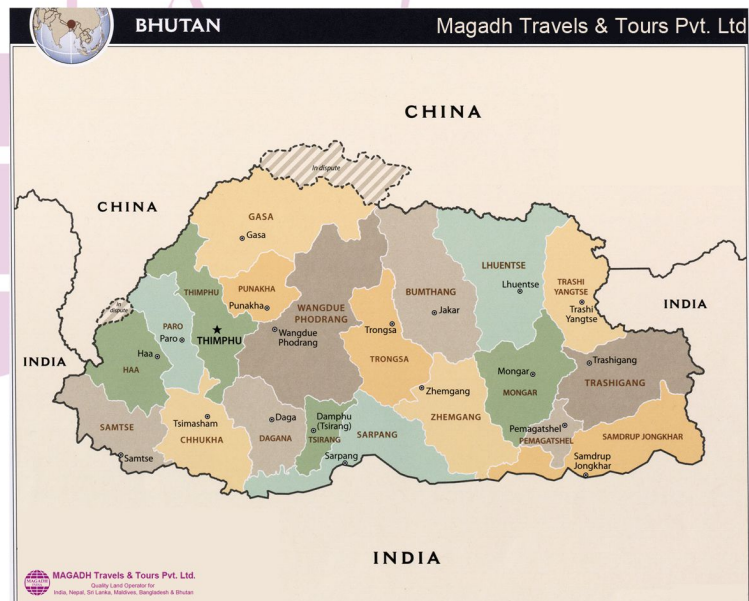 BHUTAN
Magadh Travels & Tours Pvt. Ltd
CHINA
In dispute
CHINA
GASA
Gasa
LHUENTSE
Lhuentse
TRASHI
YANGTSE
Trashi
Yangtse
THIMPHU
PUNAKHA
Punakha
BUMTHANG
Jakar
INDIA
In
dispute
WANGDUE
PHODRANG
Wangdue
Phodrang
PARO
Paro
THIMPHU
Trongsa
TRONGSA
INDIA
Haa
HAA
Mongar
MONGAR
Trashigang
TRASHIGANG
Zhemgang
ZHEMGANG
SAMTSE
Samtse
Tsimasham
CHHUKHA
Daga
DAGANA
Damphu
(Tsirang)
TSIRANG
SARPANG
Sarpang
Pemagatshel
PEMAGATSHEL
SAMDRUP JONGKHAR
Samdrup
Jongkhar
INDIA
MAGADH
MAGADH Travels & Tours Pvt. Ltd.
Quality Land Operator for
India, Nepal, Sri Lanka, Maldives, Bangladesh & Bhutan